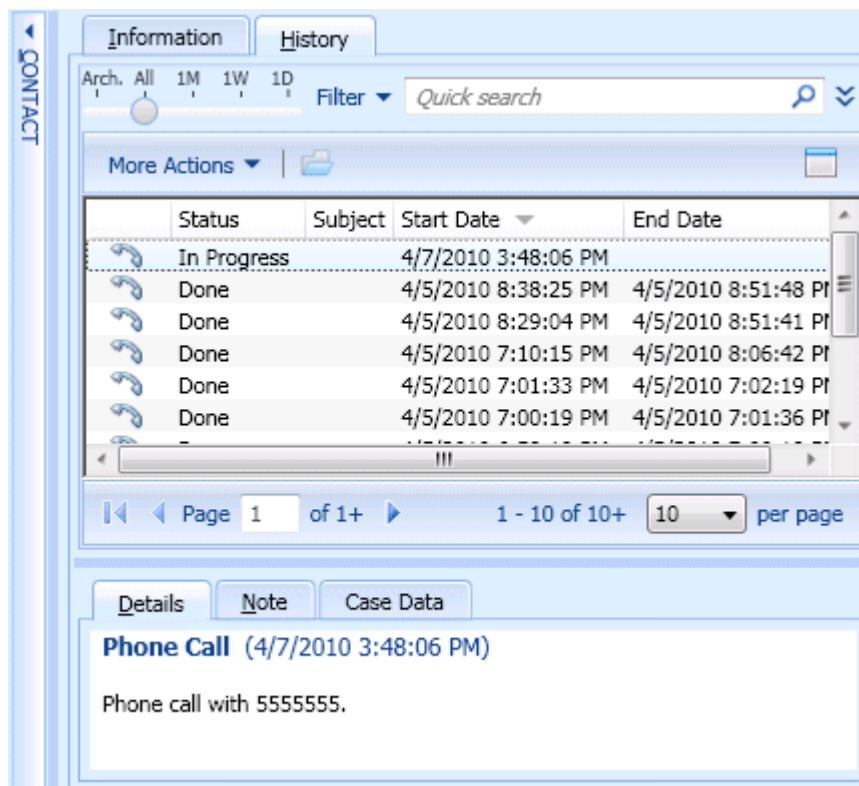 CONTACT
Information History
Arch. All 1M 1W 1D
Filter Quick search
More Actions
Status Subject Start Date End Date
In Progress 4/7/2010 3:48:06 PM
Done 4/5/2010 8:38:25 PM 4/5/2010 8:51:48
Done 4/5/2010 8:29:04 PM 4/5/2010 8:51:41
Done 4/5/2010 7:10:15 PM 4/5/2010 8:06:42
Done 4/5/2010 7:01:33 PM 4/5/2010 7:02:19
Done 4/5/2010 7:00:19 PM 4/5/2010 7:01:36
Page 1 of 1+ 1 - 10 of 10+ 10 per page
Details Note Case Data
Phone Call (4/7/2010 3:48:06 PM)
Phone call with 5555555.